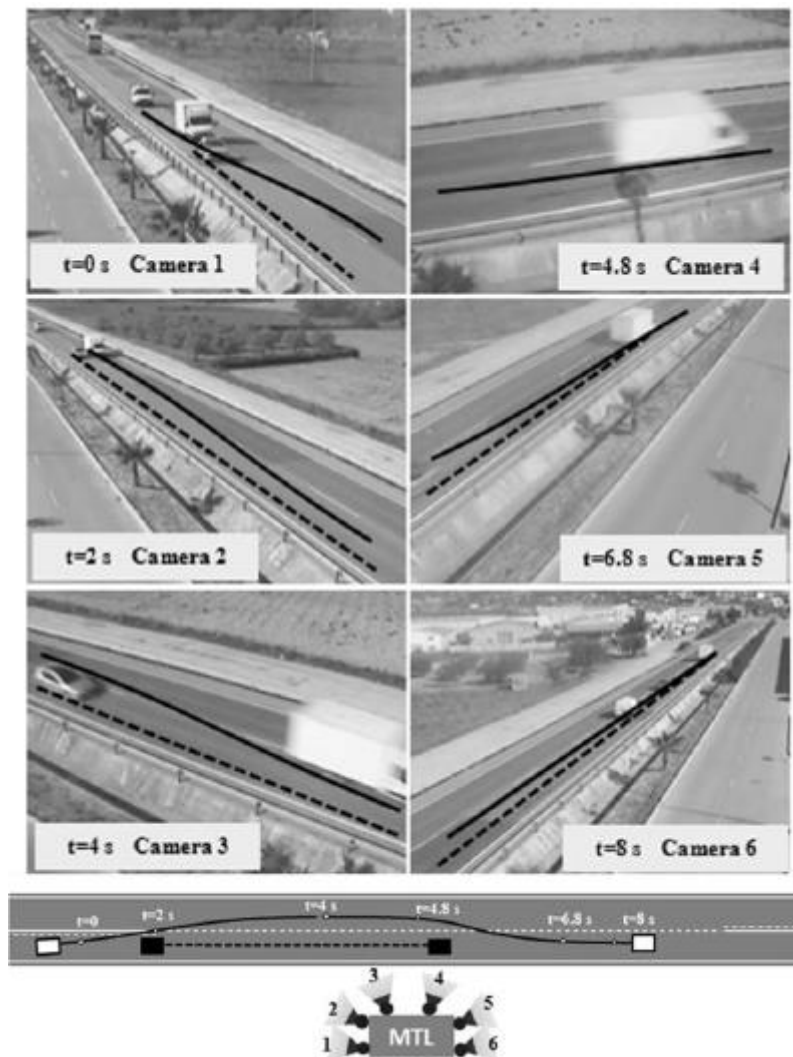 t=0 s Camera 1
t=4.8 s Camera 4
t=2 s Camera 2
t=6.8 s Camera 5
t=4 s Camera 3
t=8 s Camera 6
t=0
t=2 s
t=4 s
t=4.8 s
t=6.8 s
t=8 s
3 4
2 5
1 MTL 6